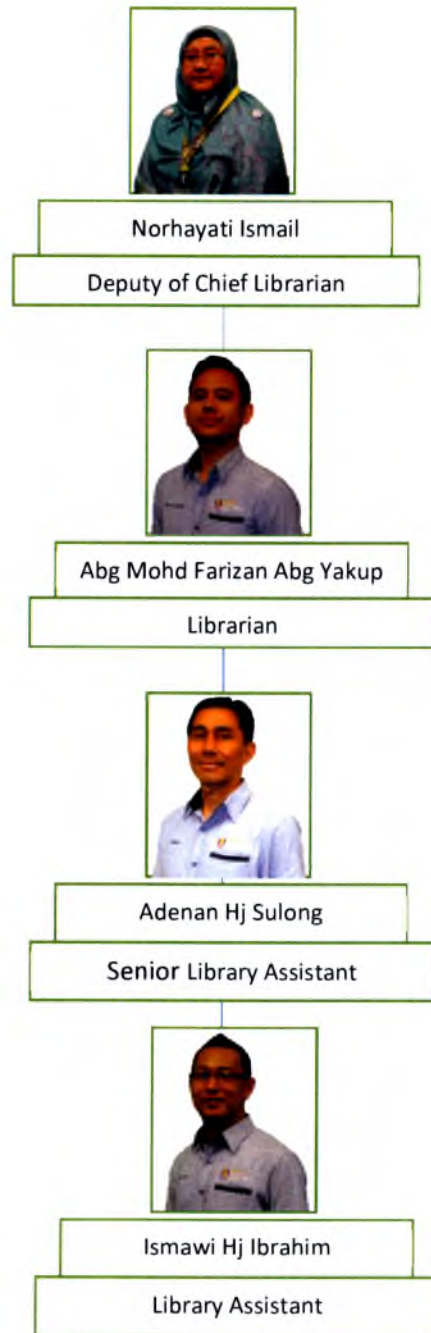 Norhayati Ismail
Deputy of Chief Librarian
Abg Mohd Farizan Abg Yakup
Librarian
Adenan Hj Sulong
Senior Library Assistant
Ismawi Hj Ibrahim
Library Assistant